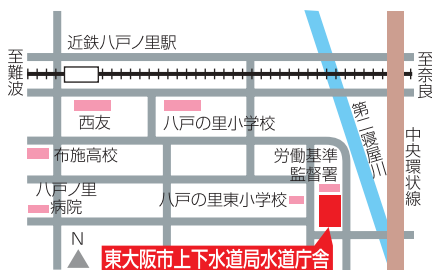 近鉄八戸ノ里駅
至難波
至奈良
西友
八戸の里小学校
第二寝屋川
中央環状線
布施高校
労働基準
監督署
八戸ノ里
病院
八戸の里東小学校
N
東大阪市上下水道局水道庁舎